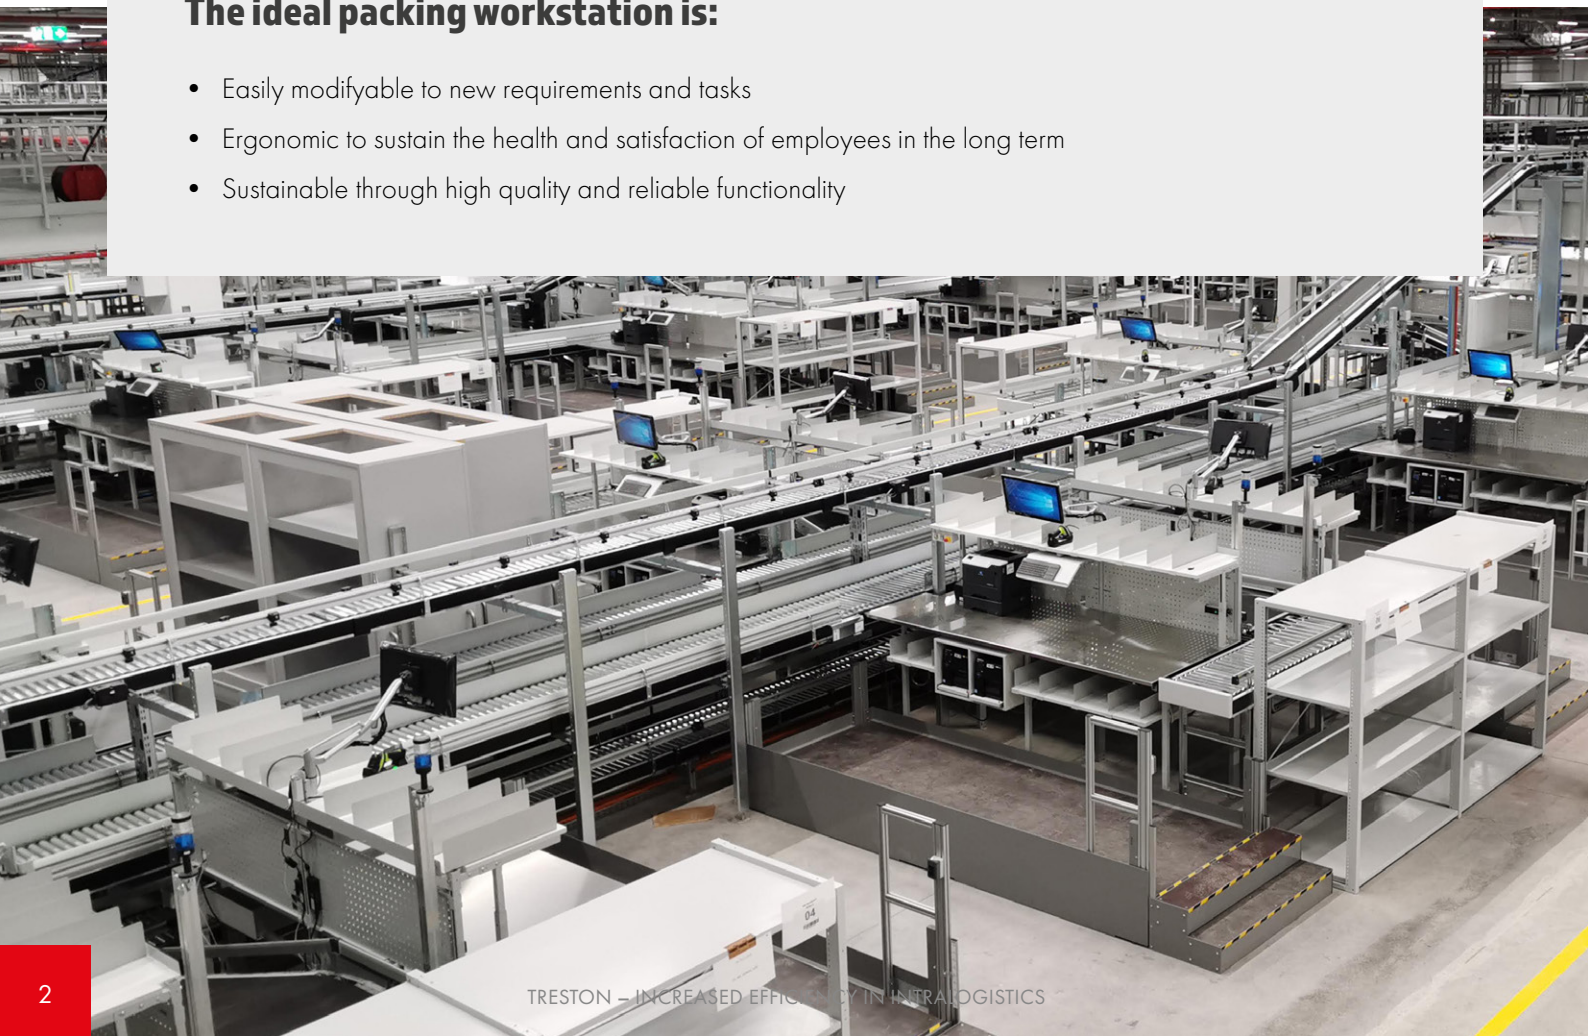 The ideal packing workstation is:
• Easily modifyable to new requirements and tasks
• Ergonomic to sustain the health and satisfaction of employees in the long term
• Sustainable through high quality and reliable functionality
04
2
TRESTON – INCREASED EFFICIENCY IN INTRALOGISTICS